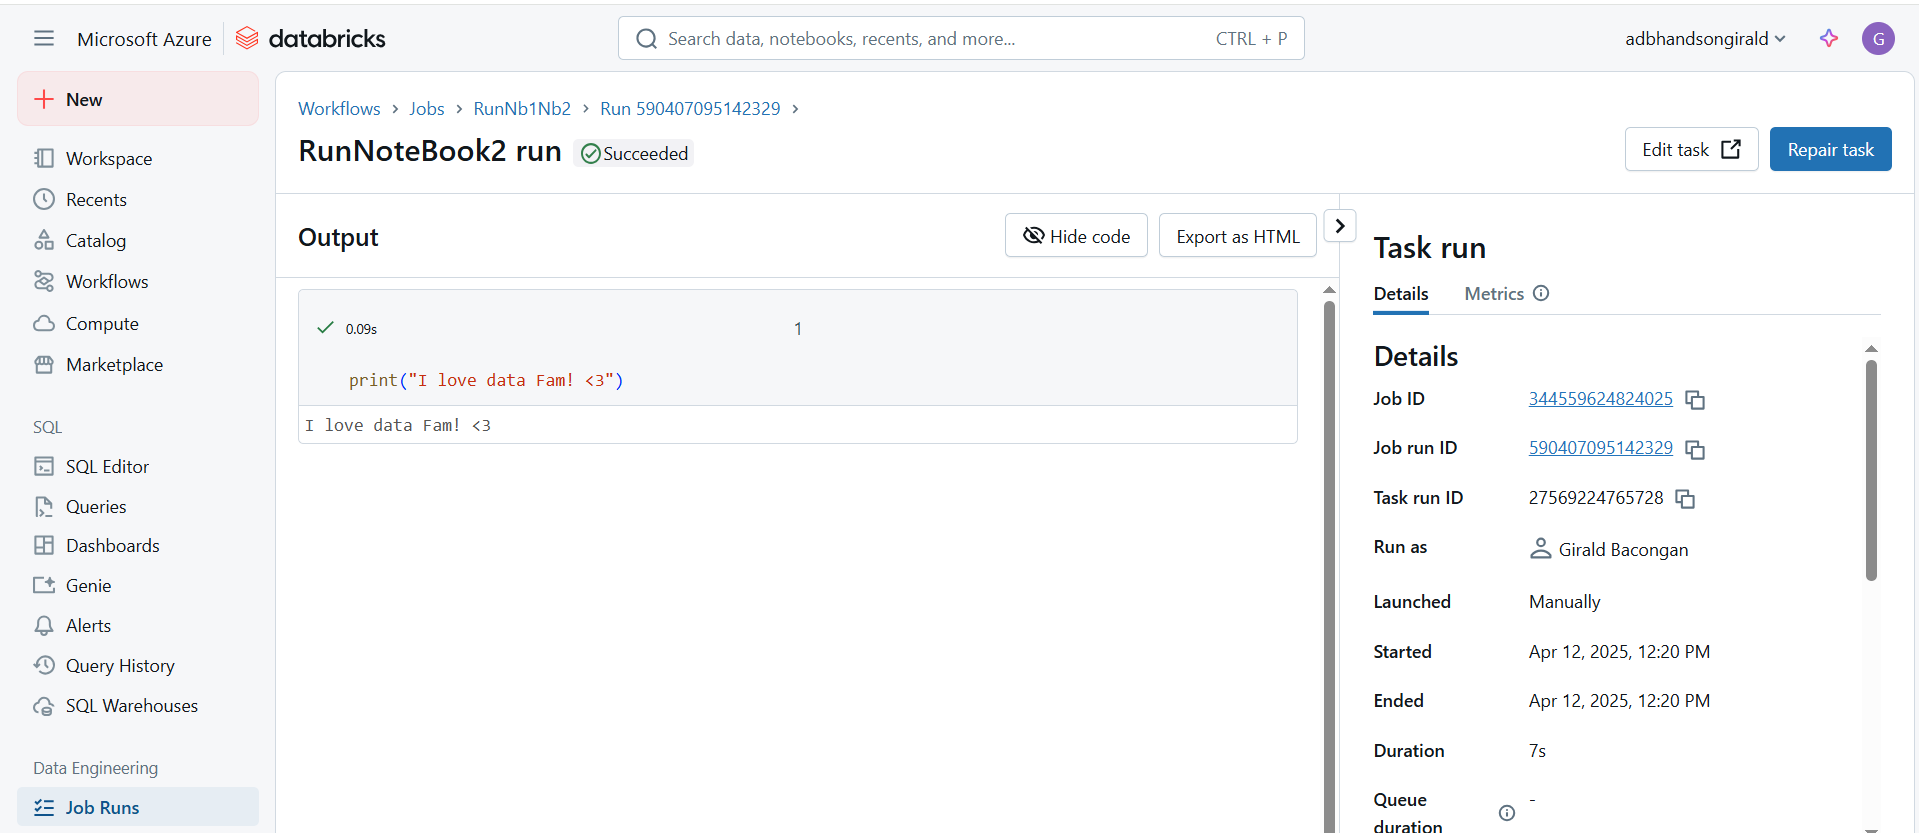 Microsoft Azure databricks
Search data, notebooks, recents, and more... CTRL + P
adbhandsongirald G
New
Workspace
Recents
Catalog
Workflows
Compute
Marketplace
SQL
SQL Editor
Queries
Dashboards
Genie
Alerts
Query History
SQL Warehouses
Data Engineering
Job Runs
Workflows > Jobs > RunNb1Nb2 > Run 590407095142329 >
RunNoteBook2 run Succeeded
Edit task Repair task
Output
Hide code Export as HTML
0.09s 1
print("I love data Fam! <3")
I love data Fam! <3
Task run
Details Metrics
Details
Job ID 344559624824025
Job run ID 590407095142329
Task run ID 27569224765728
Run as Girald Bacongan
Launched Manually
Started Apr 12, 2025, 12:20 PM
Ended Apr 12, 2025, 12:20 PM
Duration 7s
Queue -
duration